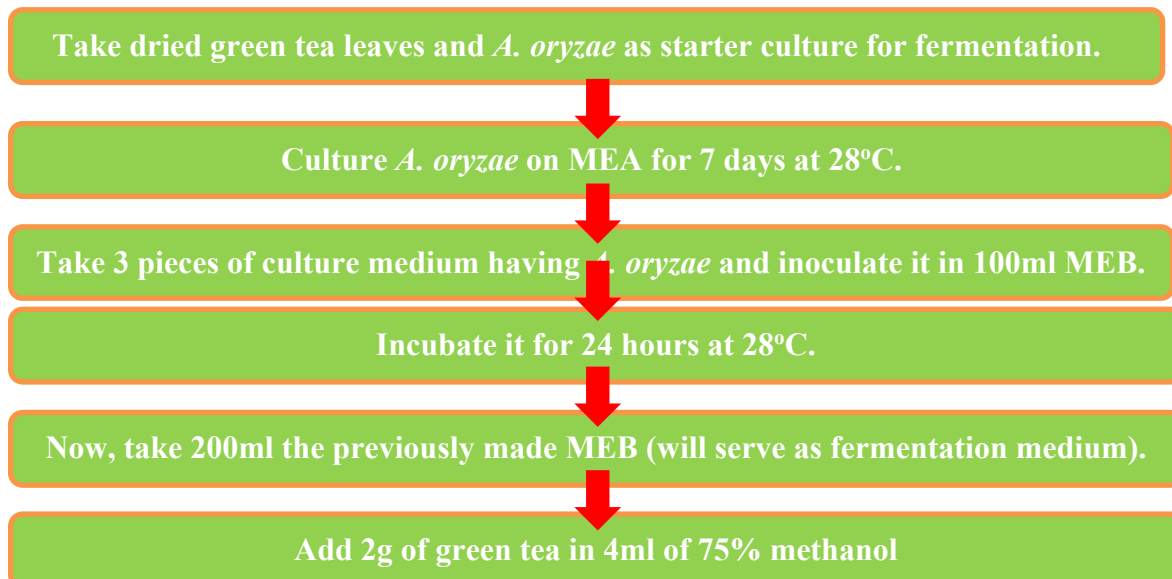 Take dried green tea leaves and A. oryzae as starter culture for fermentation.
Culture A. oryzae on MEA for 7 days at 28°C.
Take 3 pieces of culture medium having A. oryzae and inoculate it in 100ml MEB.
Incubate it for 24 hours at 28°C.
Now, take 200ml the previously made MEB (will serve as fermentation medium).
Add 2g of green tea in 4ml of 75% methanol